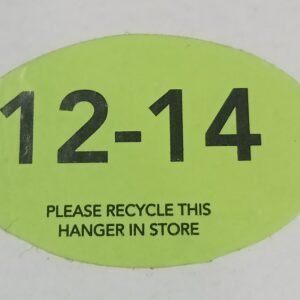 12-14
PLEASE RECYCLE THIS
HANGER IN STORE